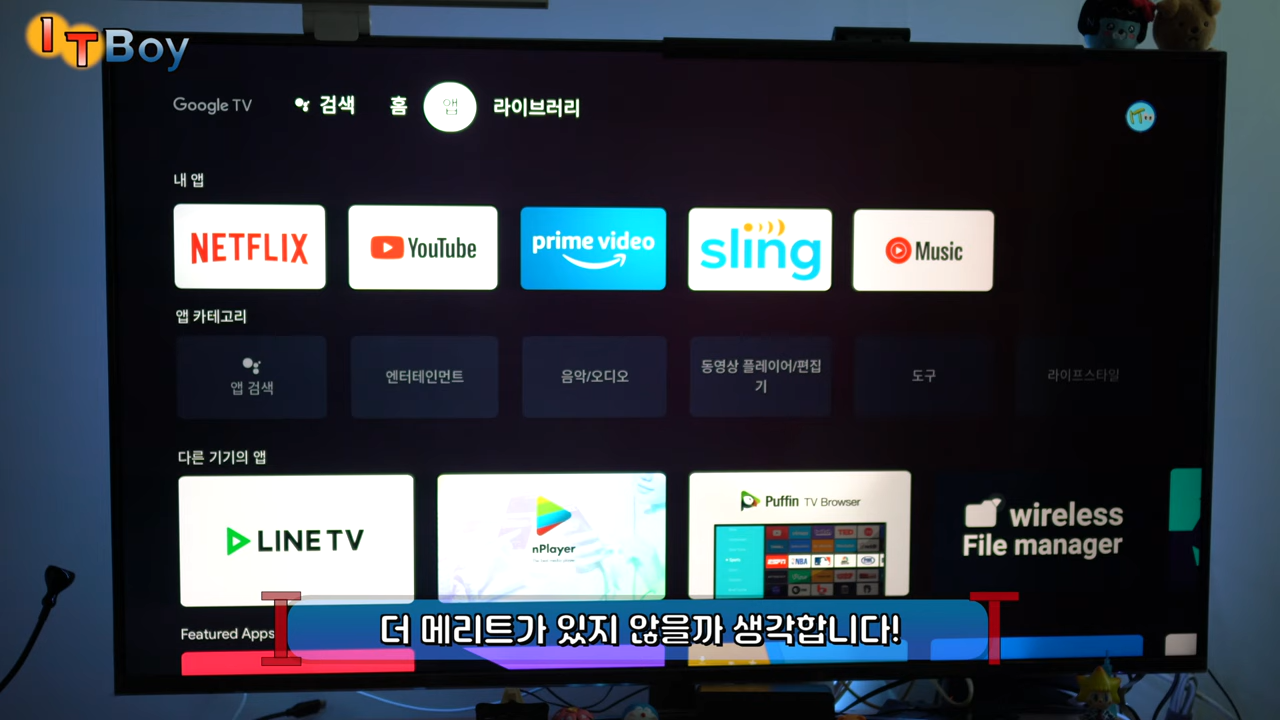 ITBoy
Google TV 검색 홈 앱 라이브러리
내 앱
NETFLIX YouTube prime video sling Music
앱 카테고리
앱 검색 엔터테인먼트 음악/오디오 동영상 플레이어/편집 도구 라이프스타일
기
다른 기기의 앱
LINE TV nPlayer Puffin TV Browser wireless
File manager
Featured Apps
더 메리트가 있지 않을까 생각합니다!